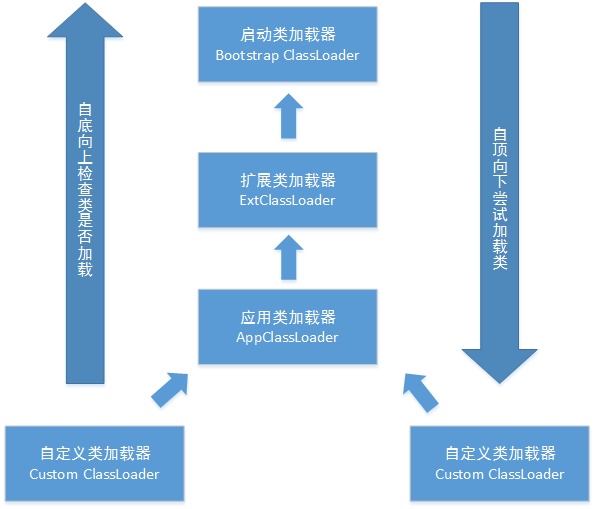 启动类加载器
Bootstrap ClassLoader
自底向上检查类是否加载
扩展类加载器
ExtClassLoader
自顶向下尝试加载类
应用类加载器
AppClassLoader
自定义类加载器
Custom ClassLoader
自定义类加载器
Custom ClassLoader